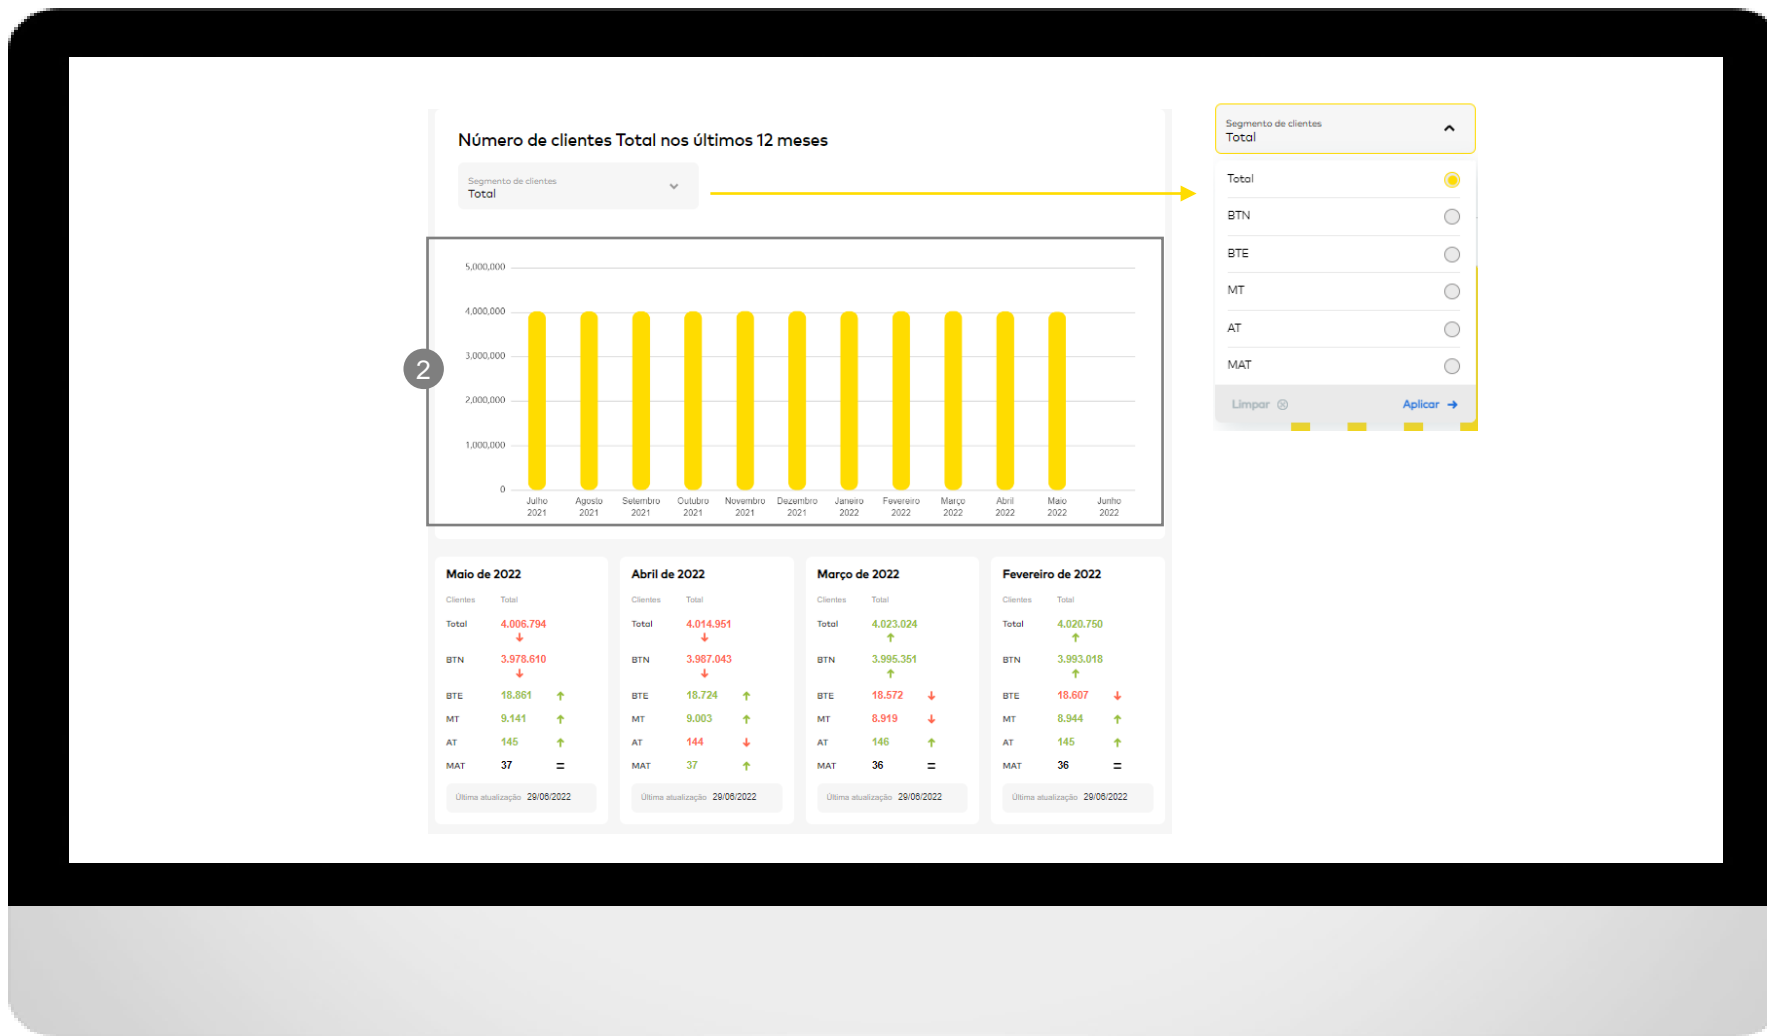 Número de clientes Total nos últimos 12 meses
Segmento de clientes
Total
Segmento de clientes
Total
Total
BTN
BTE
MT
AT
MAT
Limpar
Aplicar →
2
5,000,000
4,000,000
3,000,000
2,000,000
1,000,000
0
Julho 2021
Agosto 2021
Setembro 2021
Outubro 2021
Novembro 2021
Dezembro 2021
Janeiro 2022
Fevereiro 2022
Março 2022
Abril 2022
Maio 2022
Junho 2022
Maio de 2022
Clientes Total
Total 4.006.794 ↓
BTN 3.978.610 ↓
BTE 18.861 ↑
MT 9.141 ↑
AT 145 ↑
MAT 37 =
Última atualização 29/06/2022
Abril de 2022
Clientes Total
Total 4.014.951 ↓
BTN 3.987.043 ↓
BTE 18.724 ↑
MT 9.003 ↑
AT 144 ↓
MAT 37 ↑
Última atualização 29/06/2022
Março de 2022
Clientes Total
Total 4.023.024 ↑
BTN 3.995.351 ↑
BTE 18.572 ↓
MT 8.919 ↓
AT 146 ↑
MAT 36 =
Última atualização 29/06/2022
Fevereiro de 2022
Clientes Total
Total 4.020.750 ↑
BTN 3.993.018 ↑
BTE 18.607 ↓
MT 8.944 ↑
AT 145 ↑
MAT 36 =
Última atualização 29/06/2022